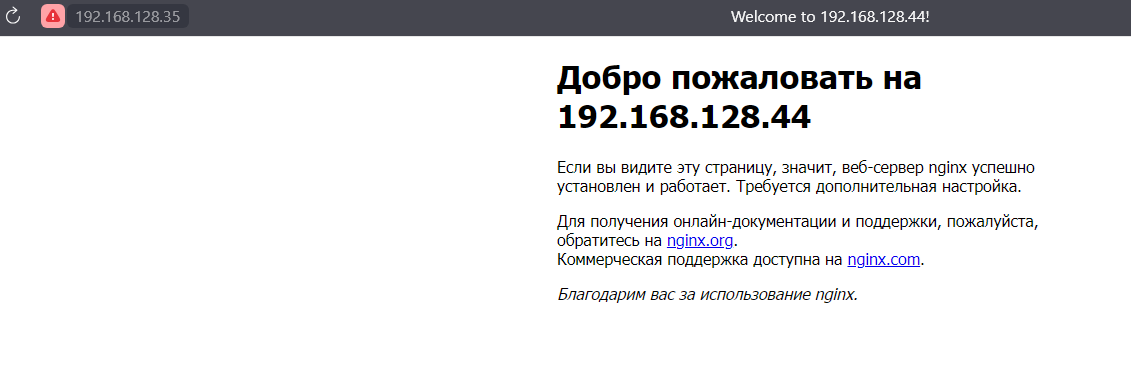 192.168.128.35
Welcome to 192.168.128.44!
Добро пожаловать на
192.168.128.44
Если вы видите эту страницу, значит, веб-сервер nginx успешно
установлен и работает. Требуется дополнительная настройка.
Для получения онлайн-документации и поддержки, пожалуйста,
обратитесь на nginx.org.
Коммерческая поддержка доступна на nginx.com.
Благодарим вас за использование nginx.